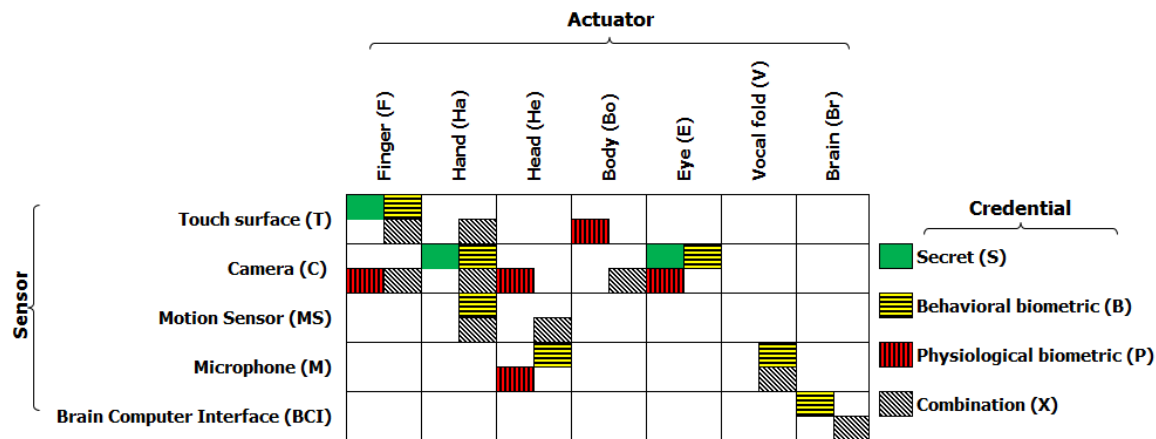 Actuator
Finger (F)
Hand (Ha)
Head (He)
Body (Bo)
Eye (E)
Vocal fold (V)
Brain (Br)
Sensor
Touch surface (T)
Camera (C)
Motion Sensor (MS)
Microphone (M)
Brain Computer Interface (BCI)
Credential
Secret (S)
Behavioral biometric (B)
Physiological biometric (P)
Combination (X)